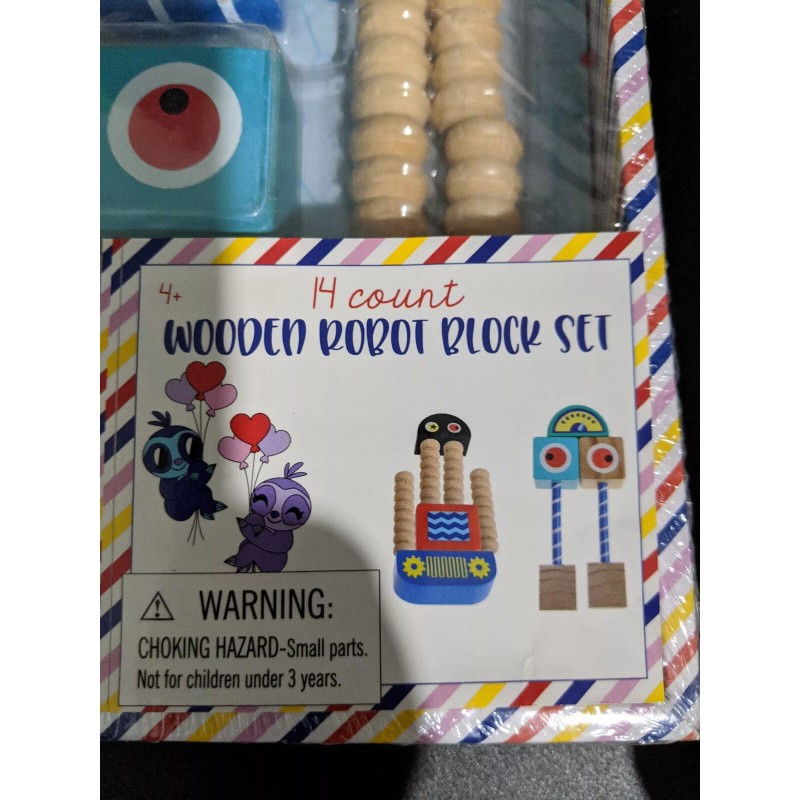 4+
14 count
WOODEN ROBOT BLOCK SET
⚠ WARNING:
CHOKING HAZARD-Small parts.
Not for children under 3 years.